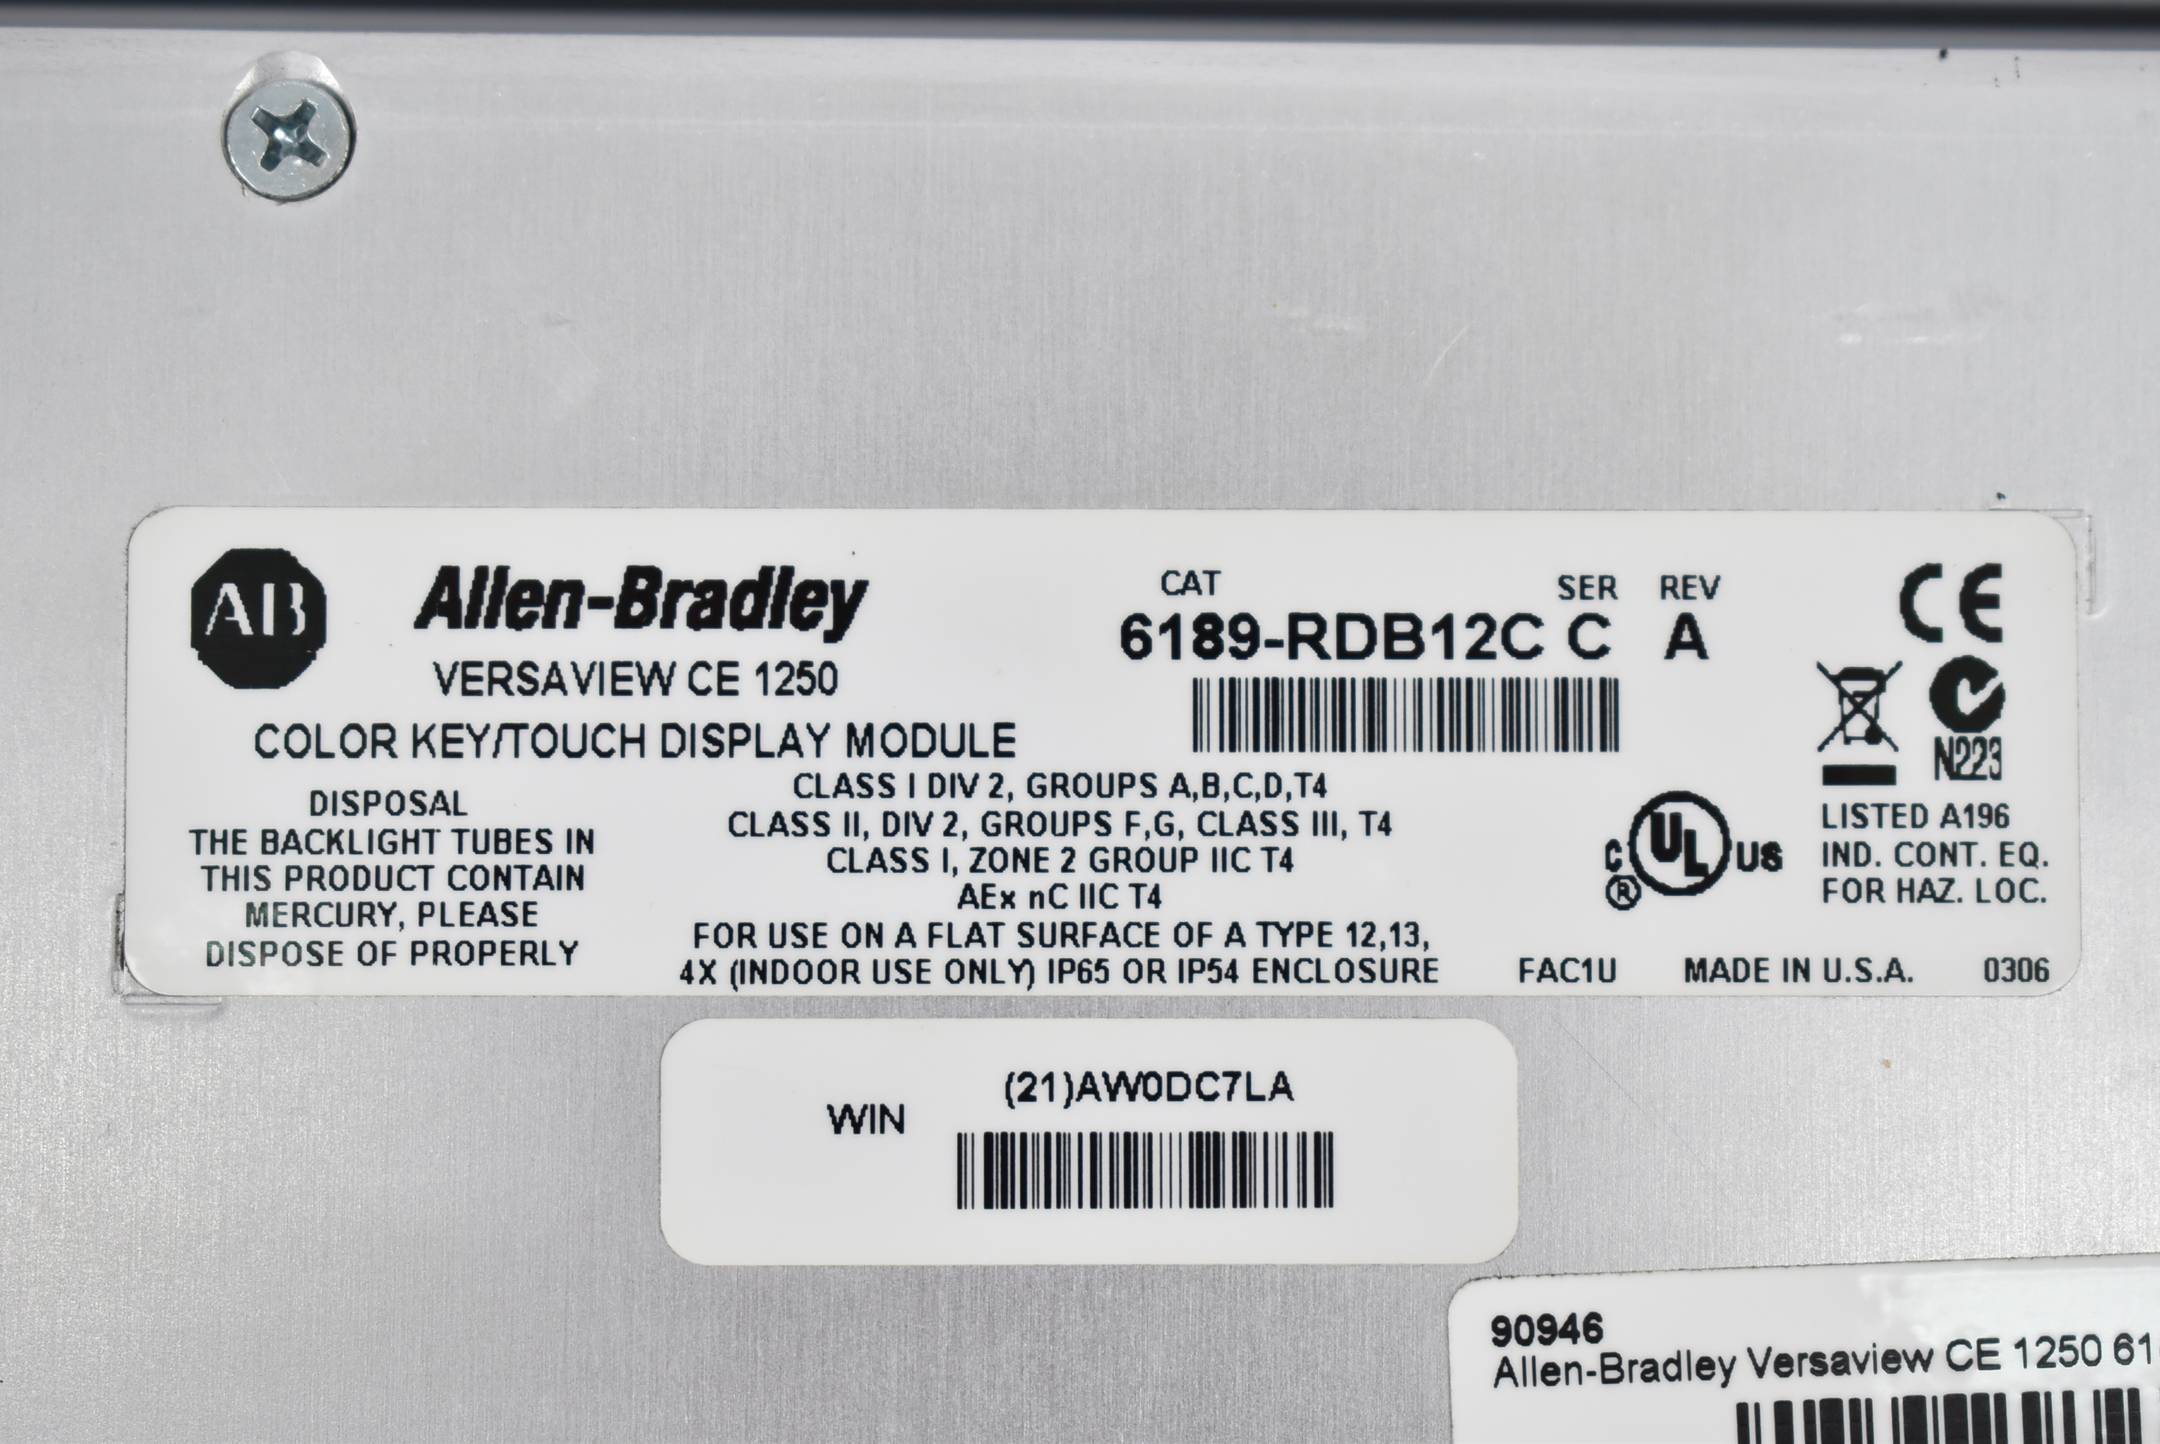 AB
Allen-Bradley
VERSAVIEW CE 1250
COLOR KEY/TOUCH DISPLAY MODULE
CAT SER REV
6189-RDB12C C A
CE
N223
DISPOSAL
THE BACKLIGHT TUBES IN
THIS PRODUCT CONTAIN
MERCURY, PLEASE
DISPOSE OF PROPERLY
CLASS I DIV 2, GROUPS A,B,C,D,T4
CLASS II, DIV 2, GROUPS F,G, CLASS III, T4
CLASS I, ZONE 2 GROUP IIC T4
AEx nC IIC T4
FOR USE ON A FLAT SURFACE OF A TYPE 12,13,
4X (INDOOR USE ONLY) IP65 OR IP54 ENCLOSURE
C UL US
®
LISTED A196
IND. CONT. EQ.
FOR HAZ. LOC.
FAC1U MADE IN U.S.A. 0306
WIN
(21)AW0DC7LA
90946
Allen-Bradley Versaview CE 1250 61